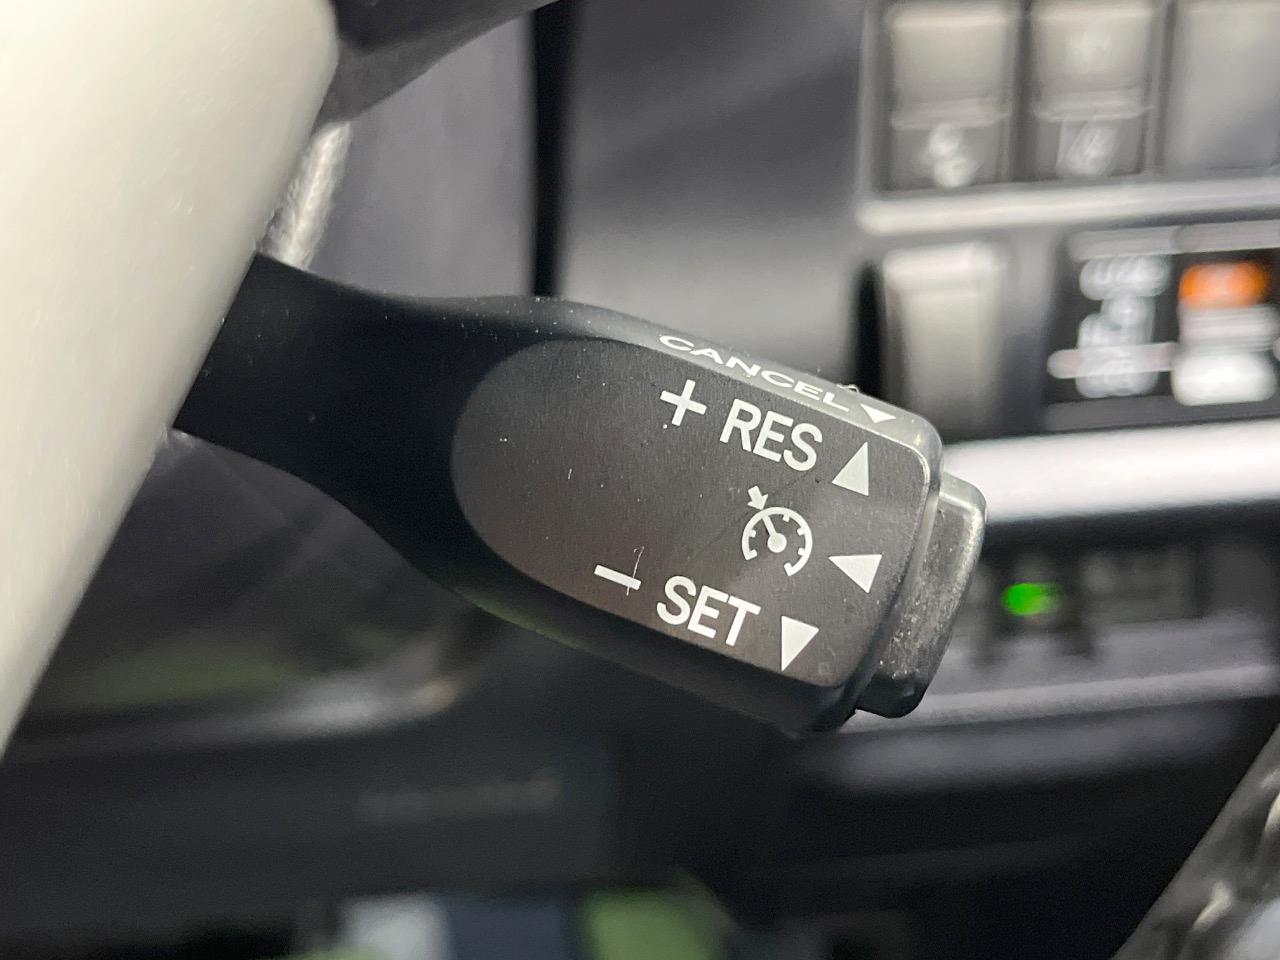 CANCEL
+ RES
- SET